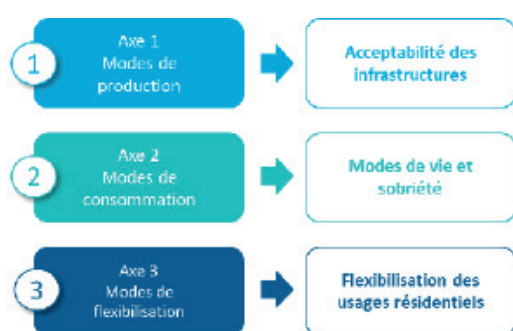 1
Axe 1
Modes de
production
Acceptabilité des
infrastructures
2
Axe 2
Modes de
consommation
Modes de vie et
sobriété
3
Axe 3
Modes de
flexibilisation
Flexibilisation des
usages résidentiels